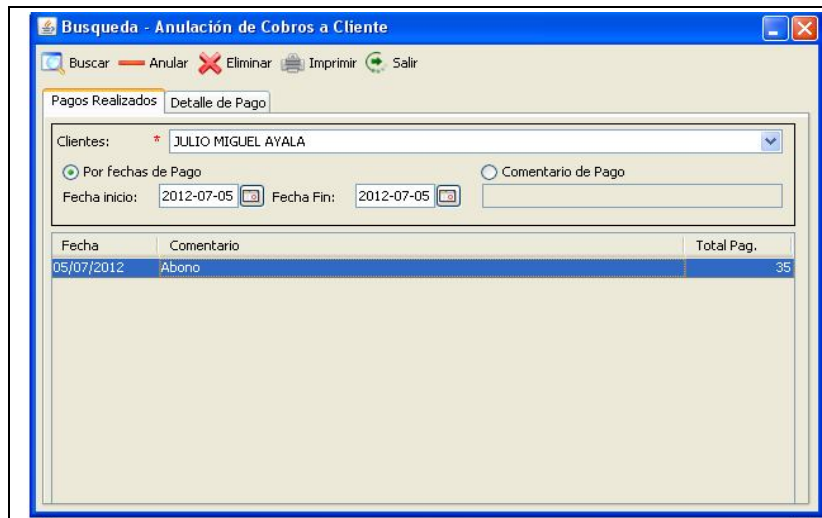 Busqueda - Anulación de Cobros a Cliente
Buscar Anular Eliminar Imprimir Salir
Pagos Realizados Detalle de Pago
Clientes: * JULIO MIGUEL AYALA
Por fechas de Pago Comentario de Pago
Fecha inicio: 2012-07-05 Fecha Fin: 2012-07-05
Fecha Comentario Total Pag.
05/07/2012 Abono 35